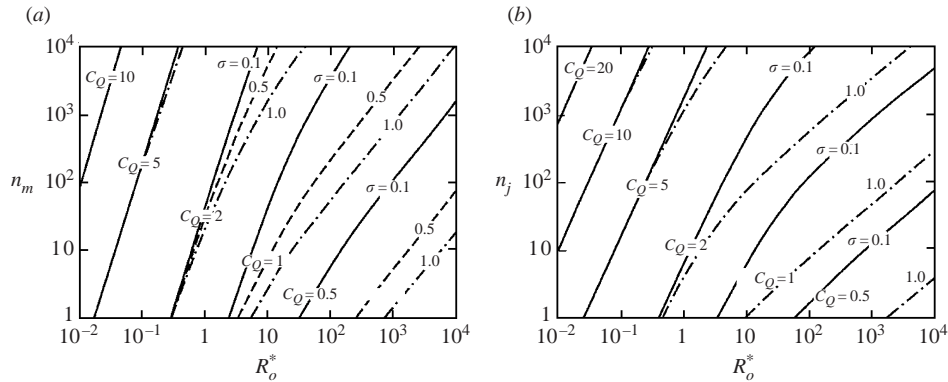 (a)
(b)
10^4
10^3
10^2
10
1
n_m
C_Q=10
C_Q=5
C_Q=2
C_Q=1
C_Q=0.5
σ=0.1
0.5
1.0
σ=0.1
0.5
1.0
σ=0.1
0.5
1.0
10^-2
10^-1
1
10
10^2
10^3
10^4
R_o^*
10^4
10^3
10^2
10
1
n_j
C_Q=20
C_Q=10
C_Q=5
C_Q=2
C_Q=1
C_Q=0.5
σ=0.1
1.0
σ=0.1
1.0
σ=0.1
1.0
10^-2
10^-1
1
10
10^2
10^3
10^4
R_o^*